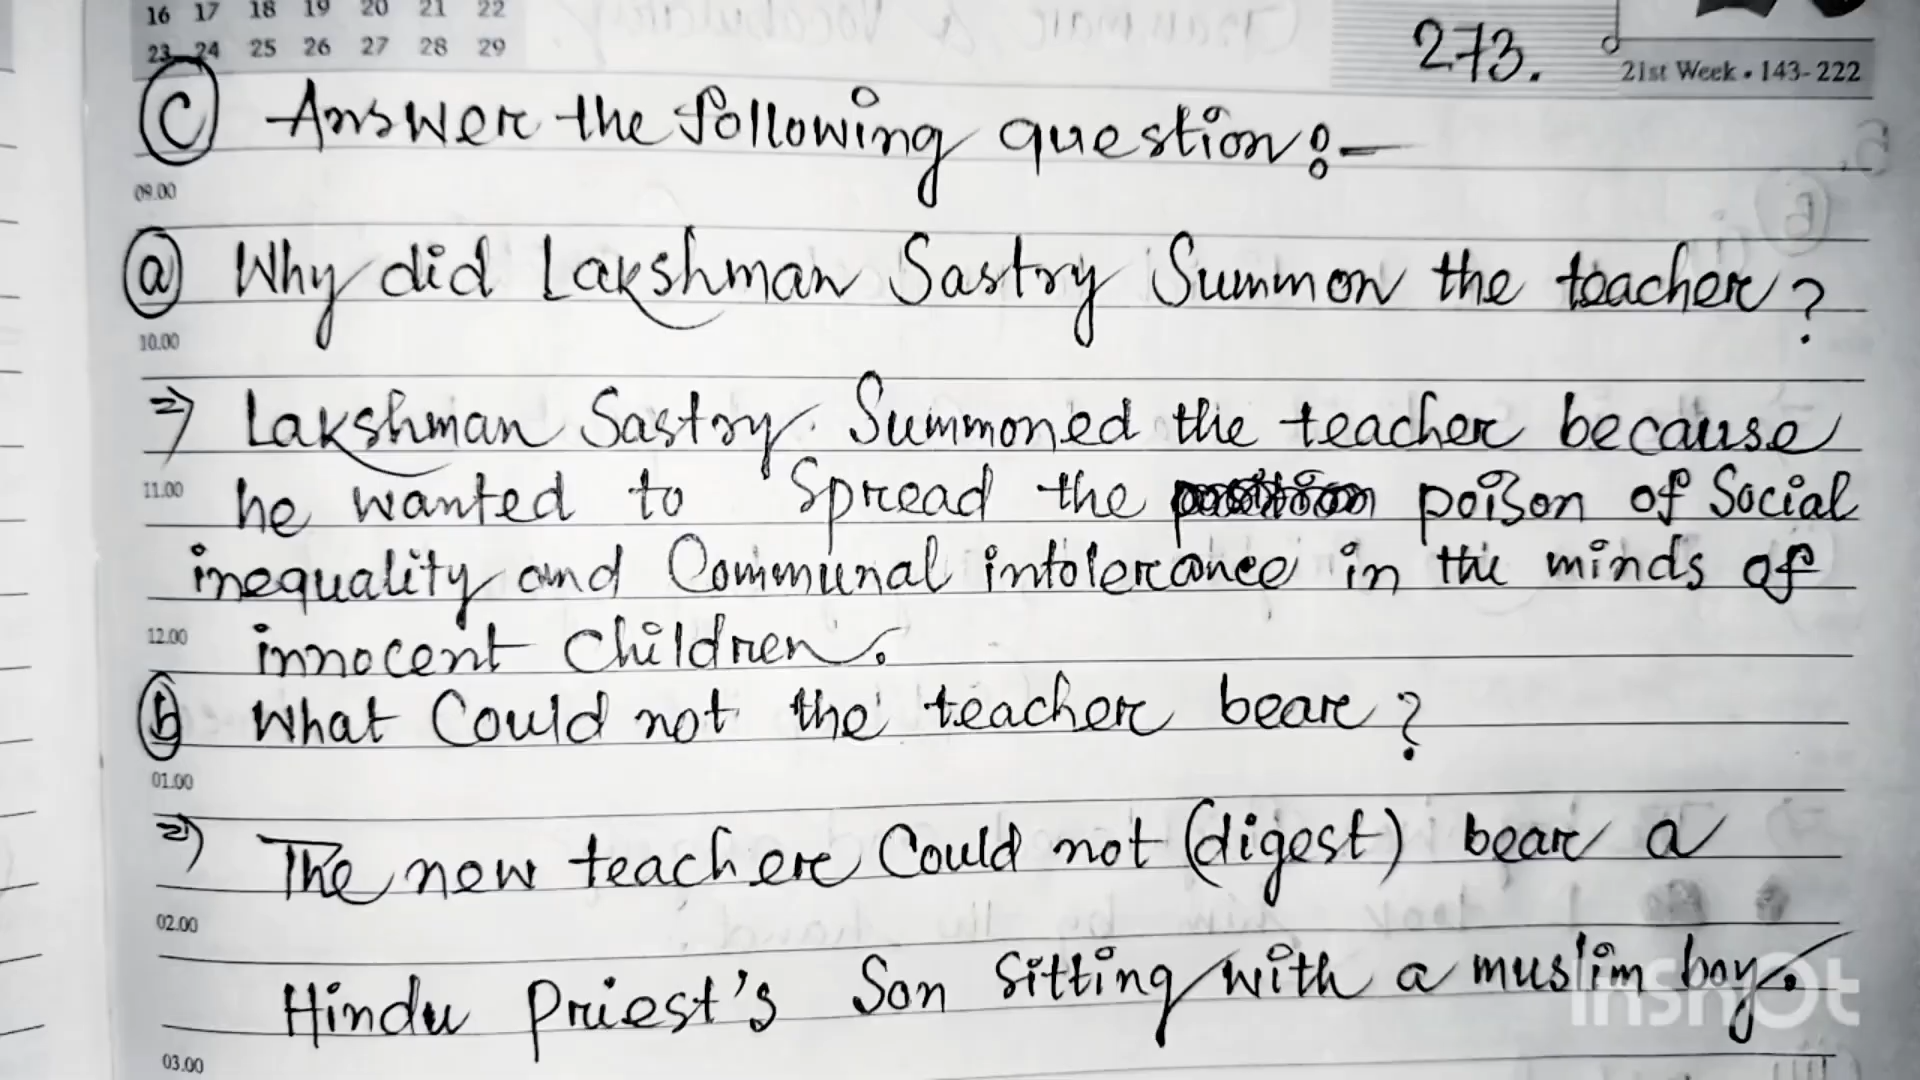 16 17 18 19 20 21 22
23 24 25 26 27 28 29
273.
21st Week • 143-222
C Answer the following question:-
09.00
a Why did Lakshman Sastry Summon the teacher?
10.00
=> Lakshman Sastry. Summoned the teacher because
11.00 he wanted to Spread the poison of Social
inequality and Communal intolerance in the minds of
12.00 innocent Children.
b What Could not the teacher bear?
01.00
=> The new teacher Could not (digest) bear a
02.00
Hindu Priest's Son Sitting with a muslim boy.
InShot
03.00